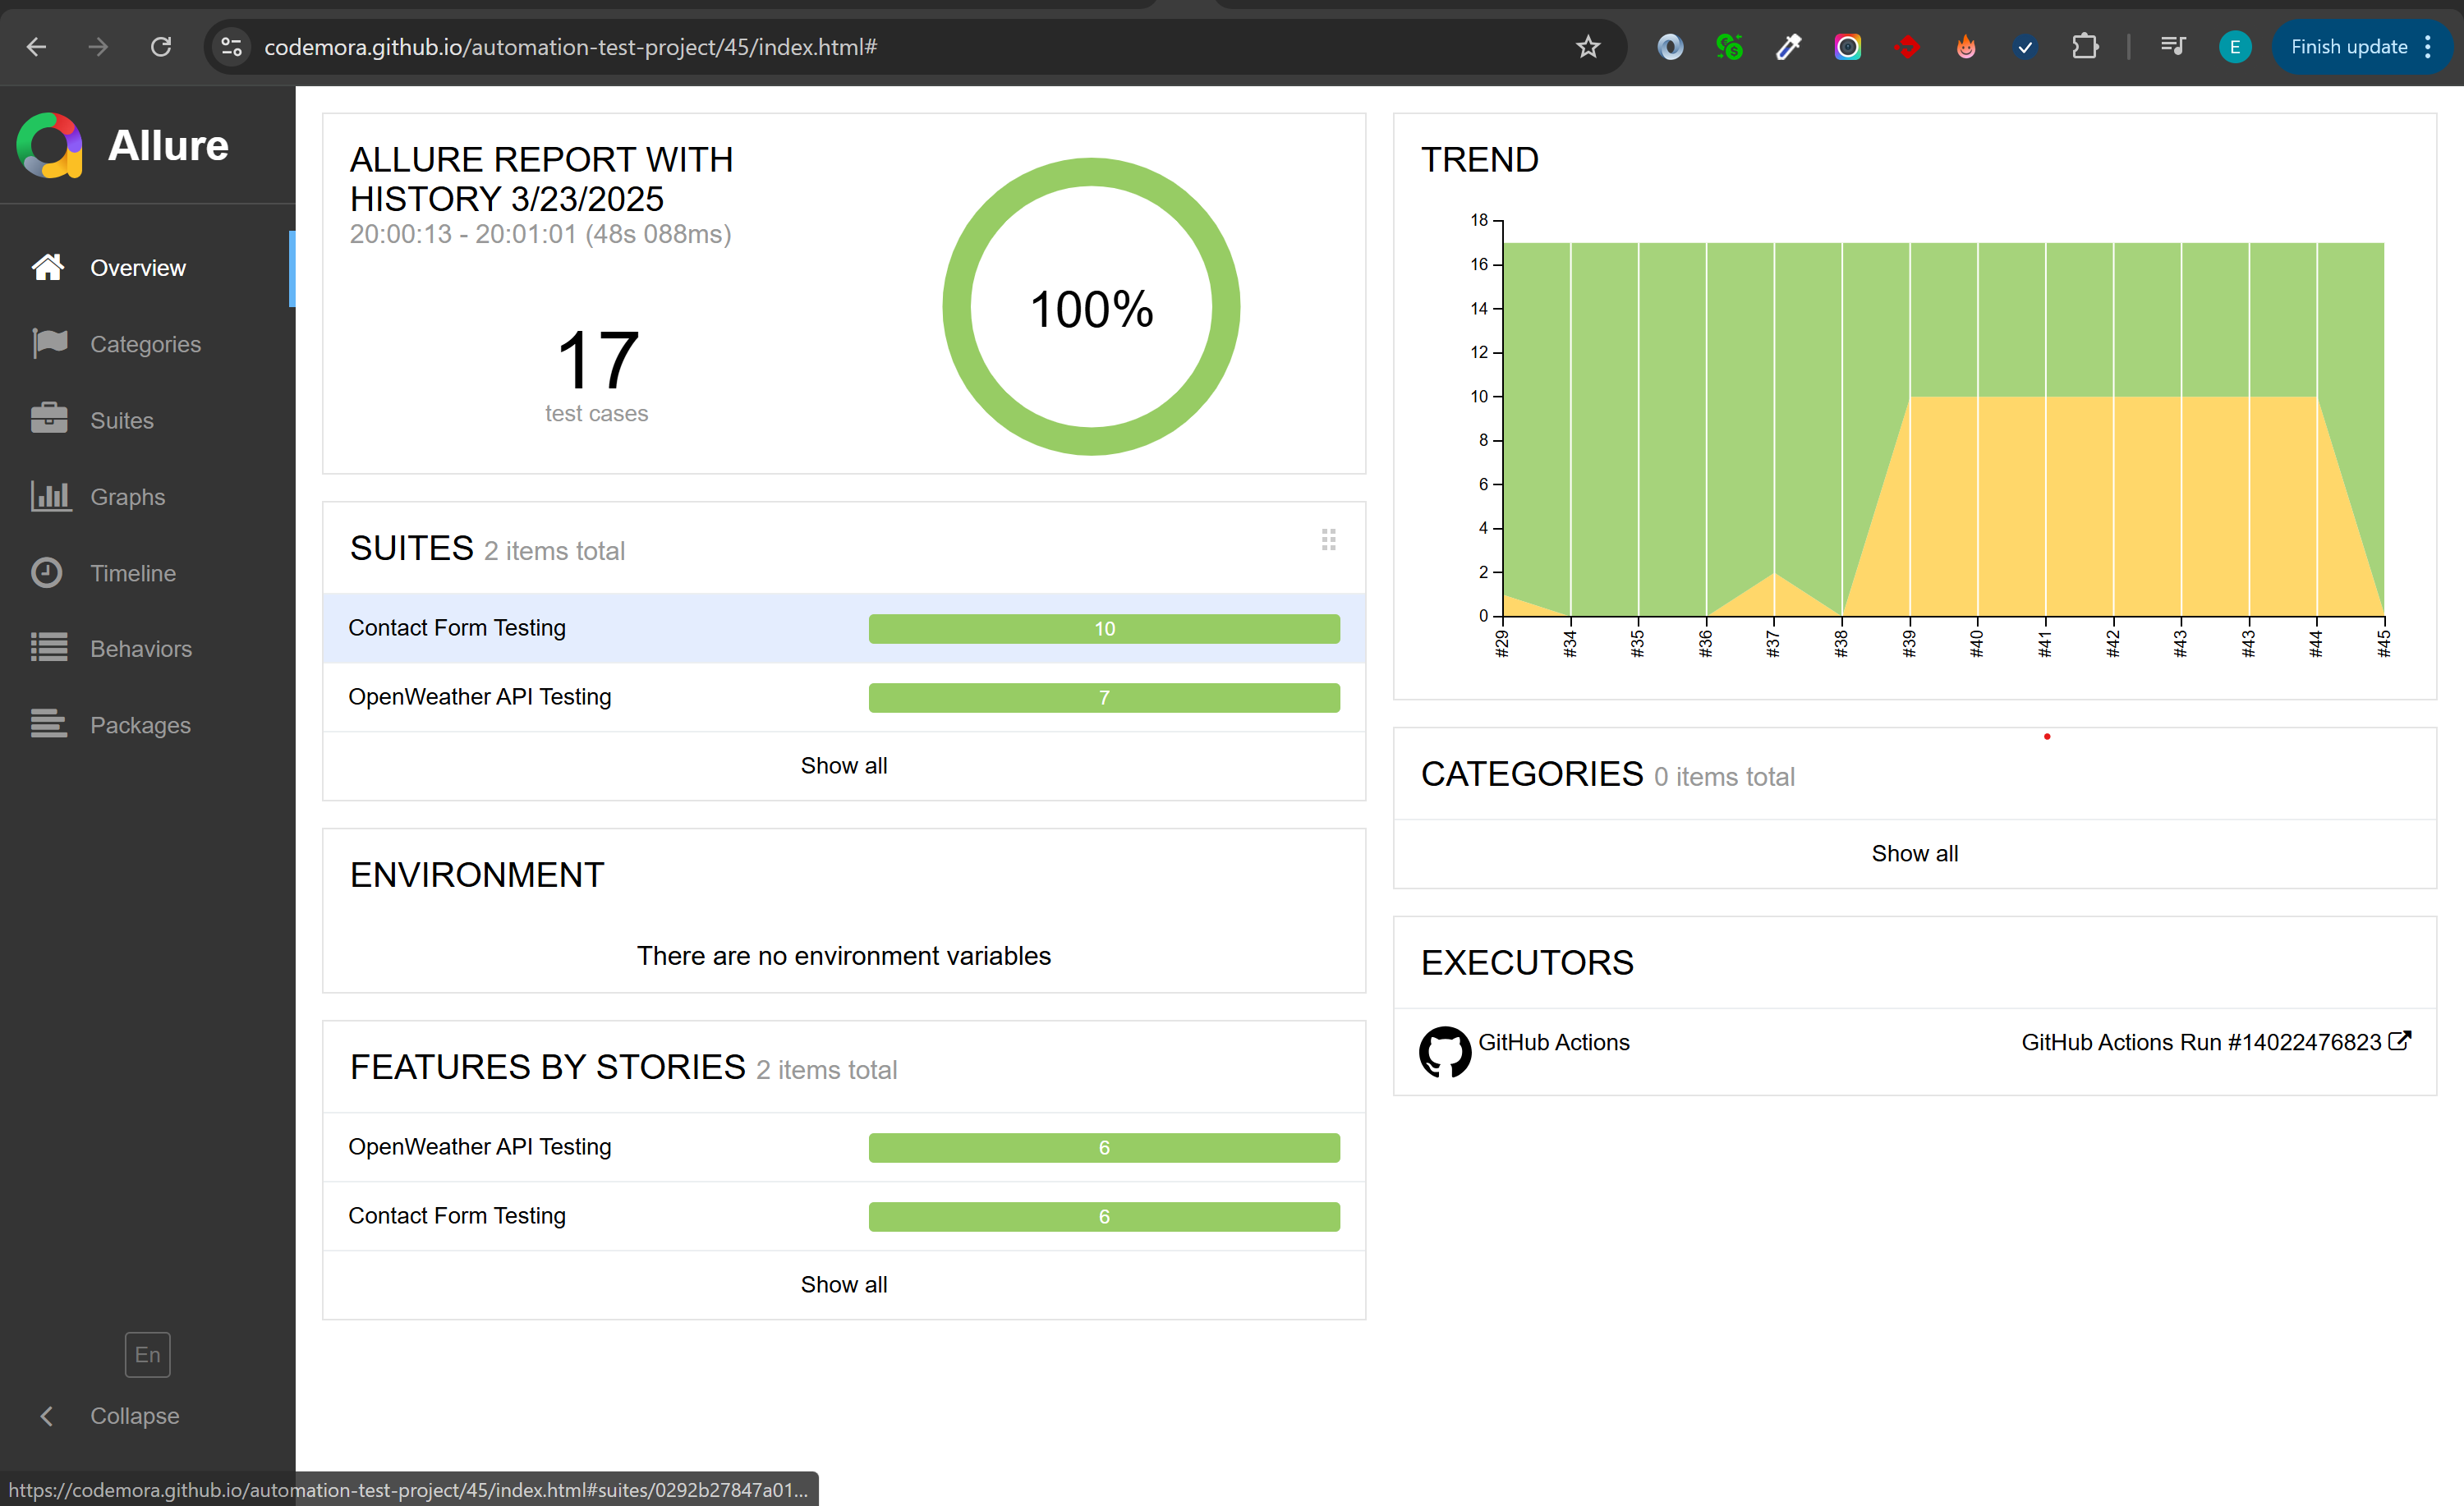 codemora.github.io/automation-test-project/45/index.html#
E
Finish update
Allure
Overview
Categories
Suites
Graphs
Timeline
Behaviors
Packages
En
Collapse
ALLURE REPORT WITH
HISTORY 3/23/2025
20:00:13 - 20:01:01 (48s 088ms)
17
test cases
100%
SUITES 2 items total
Contact Form Testing 10
OpenWeather API Testing 7
Show all
ENVIRONMENT
There are no environment variables
FEATURES BY STORIES 2 items total
OpenWeather API Testing 6
Contact Form Testing 6
Show all
TREND
18
16
14
12
10
8
6
4
2
0
#29 #34 #35 #36 #37 #38 #39 #40 #41 #42 #43 #43 #44 #45
CATEGORIES 0 items total
Show all
EXECUTORS
GitHub Actions GitHub Actions Run #14022476823
https://codemora.github.io/automation-test-project/45/index.html#suites/0292b27847a01...